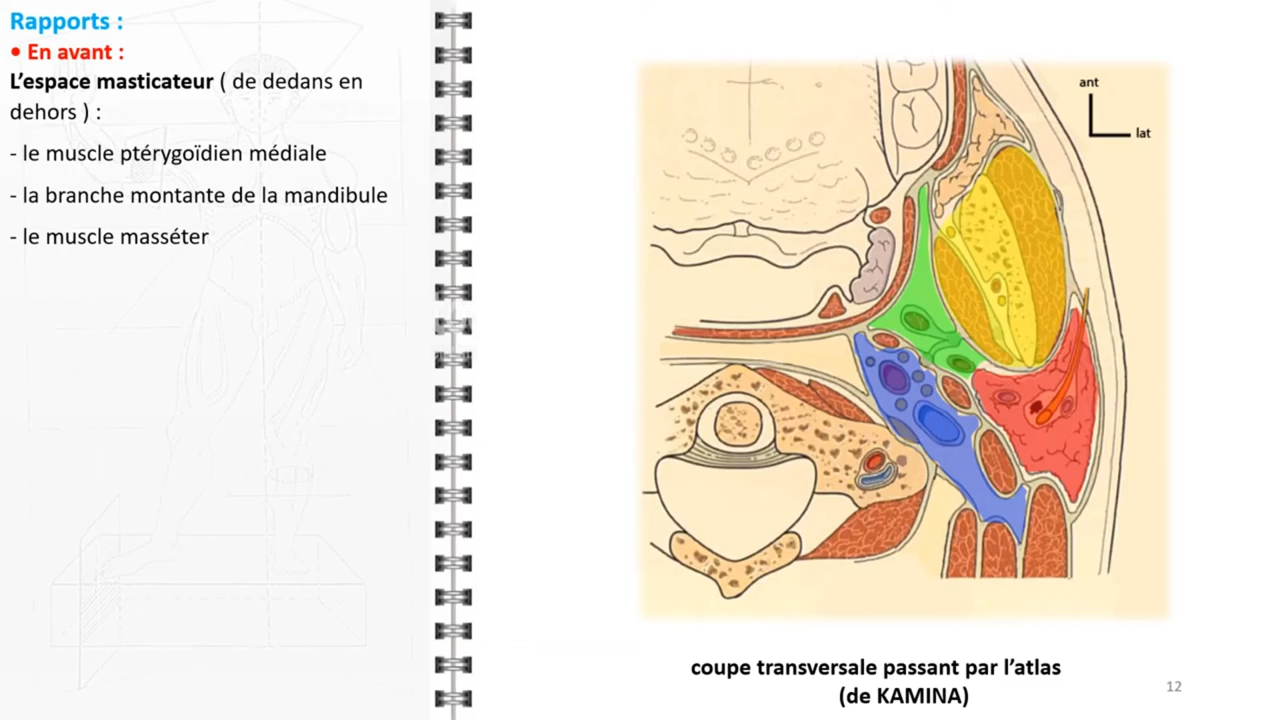 Rapports :
• En avant :
L’espace masticateur ( de dedans en
dehors ) :
- le muscle ptérygoïdien médiale
- la branche montante de la mandibule
- le muscle masséter
ant
lat
coupe transversale passant par l’atlas
(de KAMINA)
12